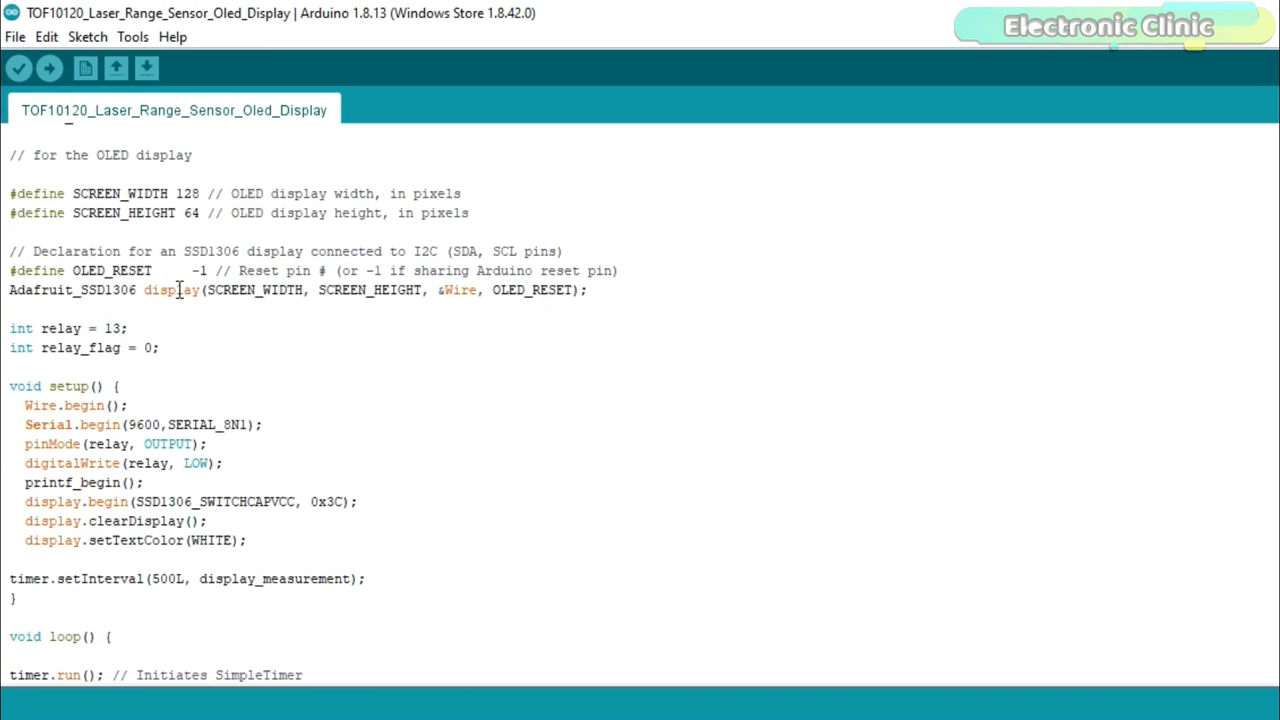 TOF10120_Laser_Range_Sensor_Oled_Display | Arduino 1.8.13 (Windows Store 1.8.42.0)
Electronic Clinic
File Edit Sketch Tools Help
TOF10120_Laser_Range_Sensor_Oled_Display
// for the OLED display
#define SCREEN_WIDTH 128 // OLED display width, in pixels
#define SCREEN_HEIGHT 64 // OLED display height, in pixels
// Declaration for an SSD1306 display connected to I2C (SDA, SCL pins)
#define OLED_RESET     -1 // Reset pin # (or -1 if sharing Arduino reset pin)
Adafruit_SSD1306 display(SCREEN_WIDTH, SCREEN_HEIGHT, &Wire, OLED_RESET);
int relay = 13;
int relay_flag = 0;
void setup() {
  Wire.begin();
  Serial.begin(9600,SERIAL_8N1);
  pinMode(relay, OUTPUT);
  digitalWrite(relay, LOW);
  printf_begin();
  display.begin(SSD1306_SWITCHCAPVCC, 0x3C);
  display.clearDisplay();
  display.setTextColor(WHITE);
timer.setInterval(500L, display_measurement);
}
void loop() {
timer.run(); // Initiates SimpleTimer